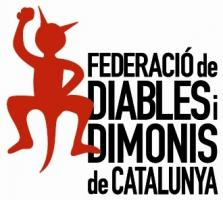 FEDERACIÓ de
DIABLES i
DIMONIS
de CATALUNYA